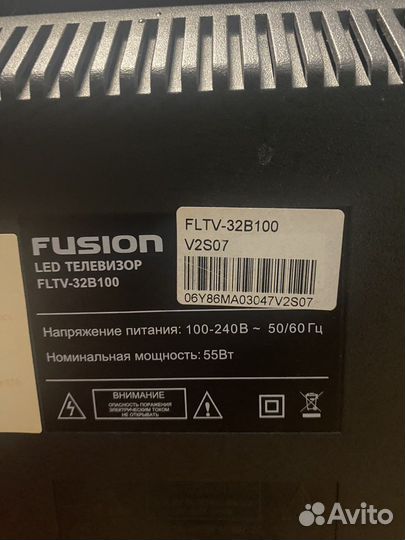 FUSION
LED ТЕЛЕВИЗОР
FLTV-32B100
FLTV-32B100
V2S07
06Y86MA03047V2S07
Напряжение питания: 100-240В ~ 50/60 Гц
Номинальная мощность: 55Вт
ВНИМАНИЕ
ОПАСНОСТЬ ПОРАЖЕНИЯ
ЭЛЕКТРИЧЕСКИМ ТОКОМ
НЕ ОТКРЫВАТЬ
Avito